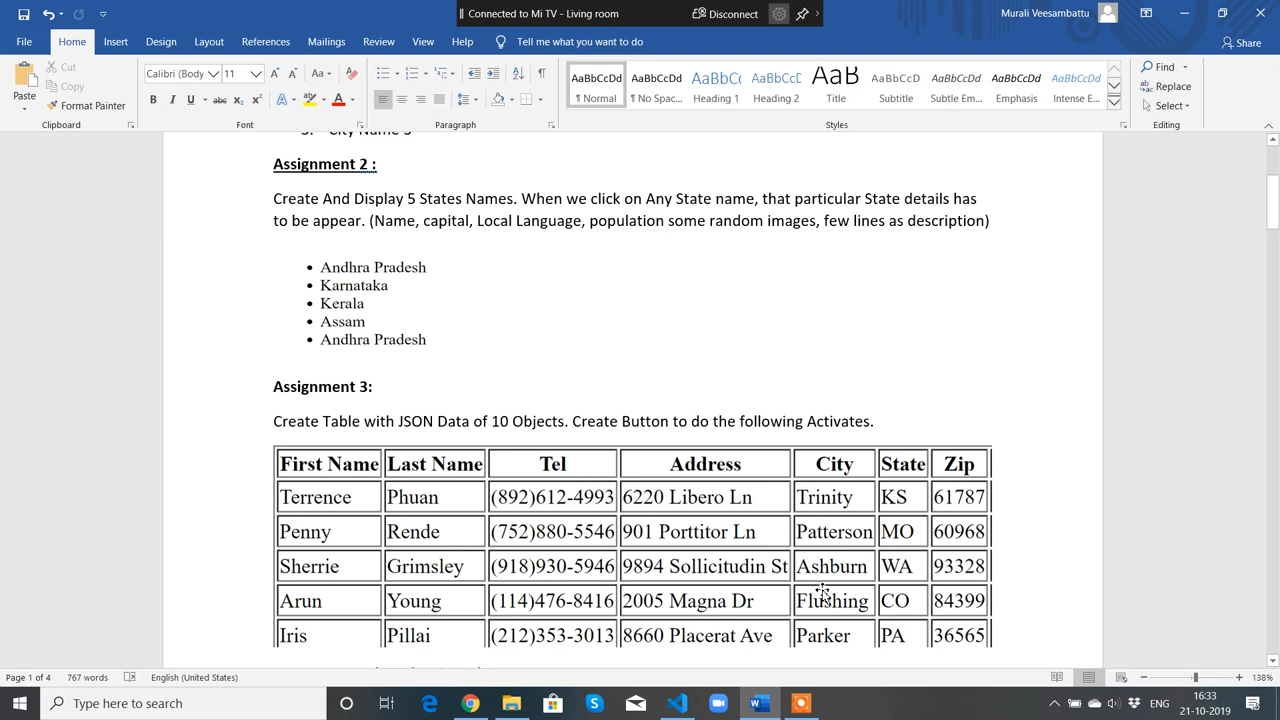 Connected to Mi TV - Living room
Disconnect
Murali Veesambattu
File Home Insert Design Layout References Mailings Review View Help Tell me what you want to do Share
Paste
Cut
Copy
Format Painter
Clipboard
Calibri (Body) 11
Font
Paragraph
AaBbCcDd AaBbCcDd AaBbCc AaBbCcC AaB AaBbCcD AaBbCcDd AaBbCcDd AaBbCcDd
¶ Normal ¶ No Spac... Heading 1 Heading 2 Title Subtitle Subtle Em... Emphasis Intense E...
Styles
Find
Replace
Select
Editing
Assignment 2 :
Create And Display 5 States Names. When we click on Any State name, that particular State details has
to be appear. (Name, capital, Local Language, population some random images, few lines as description)
• Andhra Pradesh
• Karnataka
• Kerala
• Assam
• Andhra Pradesh
Assignment 3:
Create Table with JSON Data of 10 Objects. Create Button to do the following Activates.
First Name Last Name Tel Address City State Zip
Terrence Phuan (892)612-4993 6220 Libero Ln Trinity KS 61787
Penny Rende (752)880-5546 901 Porttitor Ln Patterson MO 60968
Sherrie Grimsley (918)930-5946 9894 Sollicitudin St Ashburn WA 93328
Arun Young (114)476-8416 2005 Magna Dr Flushing CO 84399
Iris Pillai (212)353-3013 8660 Placerat Ave Parker PA 36565
Page 1 of 4 767 words English (United States) 138%
Type here to search
ENG
16:33
21-10-2019